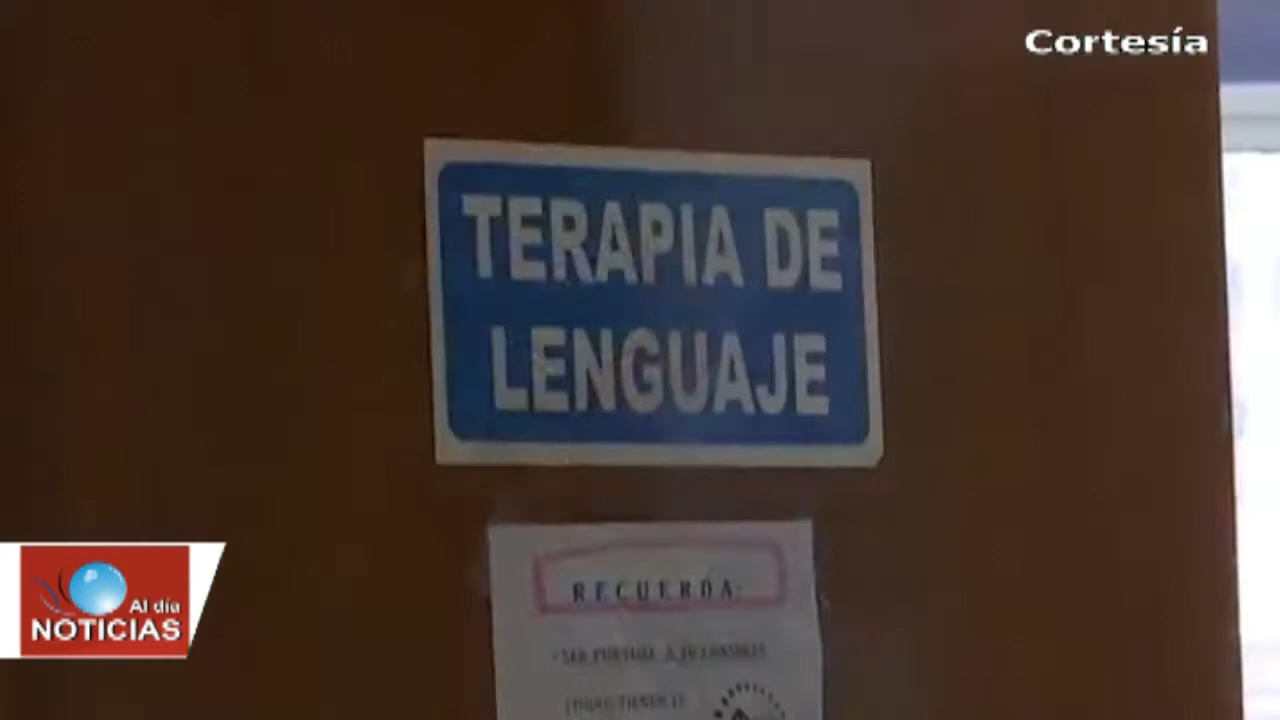 Cortesía
TERAPIA DE
LENGUAJE
RECUERDA:
Al día
NOTICIAS